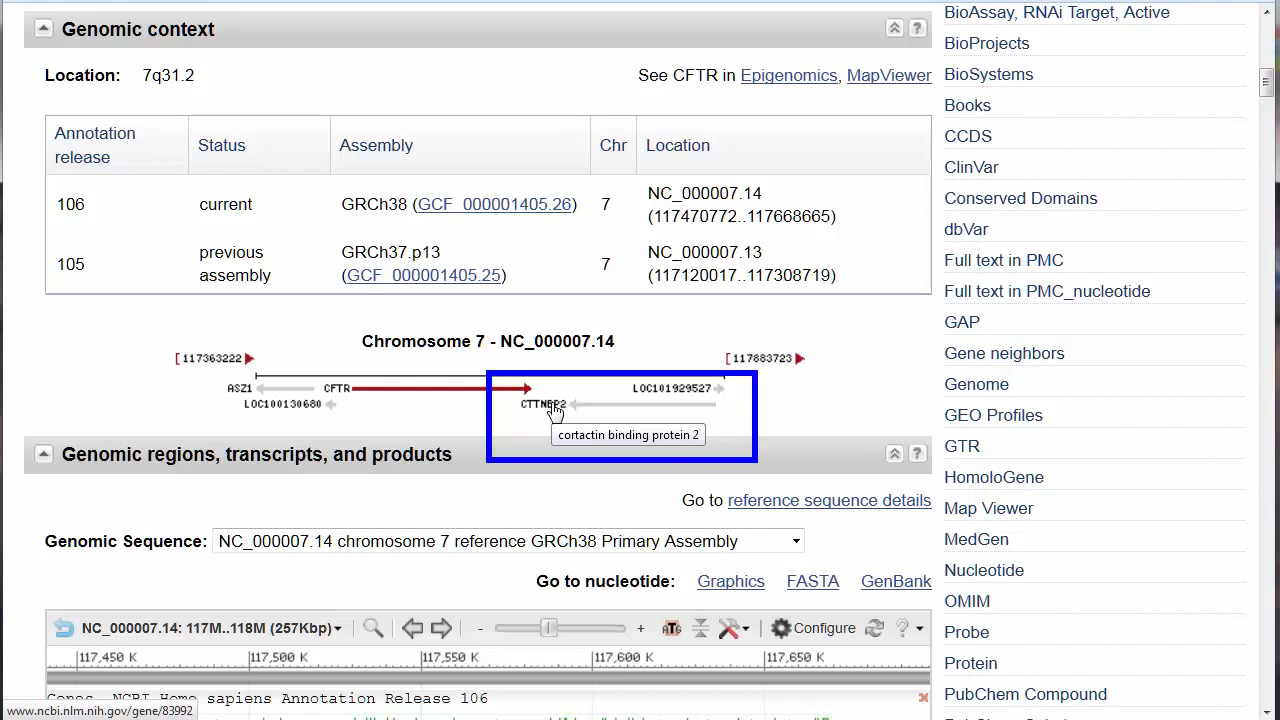 Genomic context
?
Location: 7q31.2
See CFTR in Epigenomics, MapViewer
Annotation release
Status
Assembly
Chr
Location
106
current
GRCh38 (GCF_000001405.26)
7
NC_000007.14
(117470772..117668665)
105
previous
assembly
GRCh37.p13
(GCF_000001405.25)
7
NC_000007.13
(117120017..117308719)
Chromosome 7 - NC_000007.14
[ 117363222
[ 117883723
ASZ1
CFTR
LOC101929527
LOC100130680
CTTNBP2
cortactin binding protein 2
Genomic regions, transcripts, and products
?
Go to reference sequence details
Genomic Sequence: NC_000007.14 chromosome 7 reference GRCh38 Primary Assembly
Go to nucleotide: Graphics FASTA GenBank
NC_000007.14: 117M..118M (257Kbp)
-
+
ATG
Configure
?
117,450 K
117,500 K
117,550 K
117,600 K
117,650 K
Genes, NCBI Homo sapiens Annotation Release 106
www.ncbi.nlm.nih.gov/gene/83992
BioAssay, RNAi Target, Active
BioProjects
BioSystems
Books
CCDS
ClinVar
Conserved Domains
dbVar
Full text in PMC
Full text in PMC_nucleotide
GAP
Gene neighbors
Genome
GEO Profiles
GTR
HomoloGene
Map Viewer
MedGen
Nucleotide
OMIM
Probe
Protein
PubChem Compound